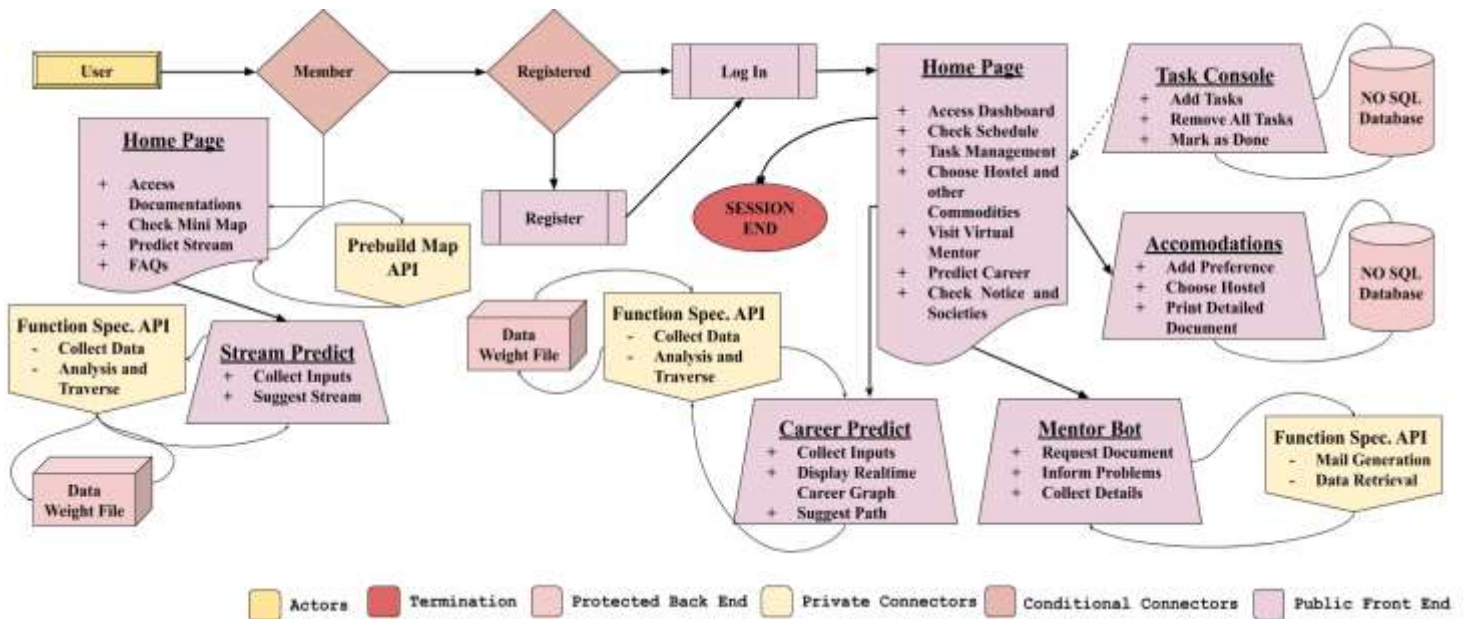 User
Member
Registered
Log In
Register
Home Page
+ Access
Documentations
+ Check Mini Map
+ Predict Stream
+ FAQs
Prebuild Map
API
Function Spec. API
- Collect Data
- Analysis and
Traverse
Stream Predict
+ Collect Inputs
+ Suggest Stream
Data
Weight File
SESSION
END
Home Page
+ Access Dashboard
+ Check Schedule
+ Task Management
+ Choose Hostel and
other
Commodities
+ Visit Virtual
Mentor
+ Predict Career
+ Check Notice and
Societies
Task Console
+ Add Tasks
+ Remove All Tasks
+ Mark as Done
NO SQL
Database
Accomodations
+ Add Preference
+ Choose Hostel
+ Print Detailed
Document
NO SQL
Database
Data
Weight File
Function Spec. API
- Collect Data
- Analysis and
Traverse
Career Predict
+ Collect Inputs
+ Display Realtime
Career Graph
+ Suggest Path
Mentor Bot
+ Request Document
+ Inform Problems
+ Collect Details
Function Spec. API
- Mail Generation
- Data Retrieval
Actors
Termination
Protected Back End
Private Connectors
Conditional Connectors
Public Front End